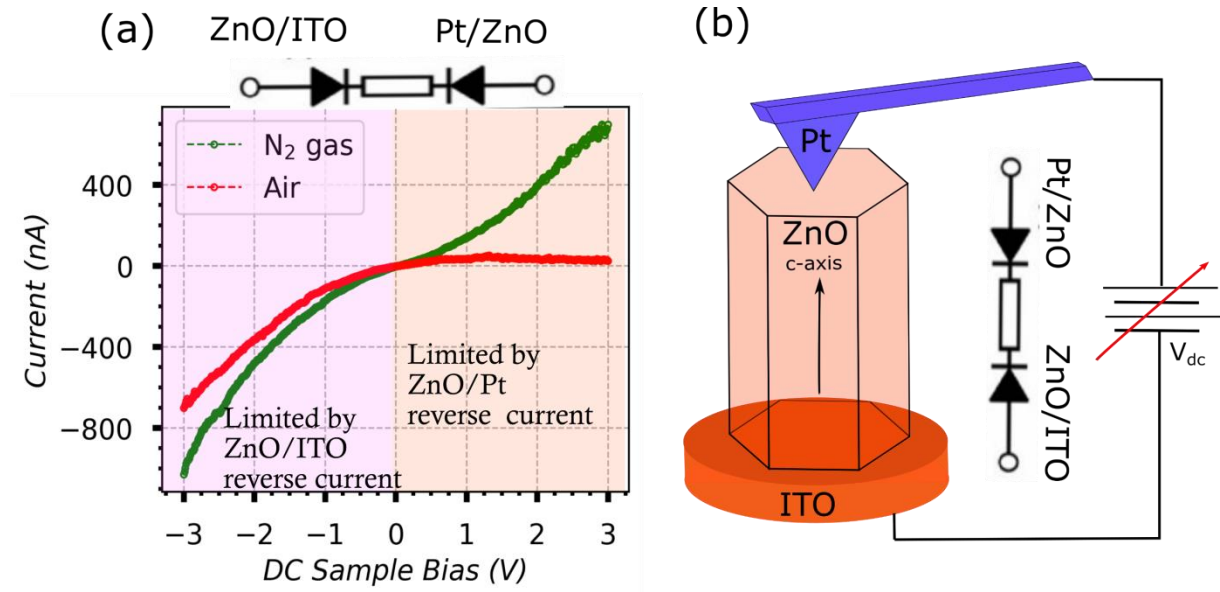 (a)
ZnO/ITO Pt/ZnO
N₂ gas
Air
400
0
−400
−800
Current (nA)
Limited by
ZnO/Pt
reverse current
Limited by
ZnO/ITO
reverse current
−3 −2 −1 0 1 2 3
DC Sample Bias (V)
(b)
Pt
ZnO
c-axis
ITO
Pt/ZnO
ZnO/ITO
Vdc